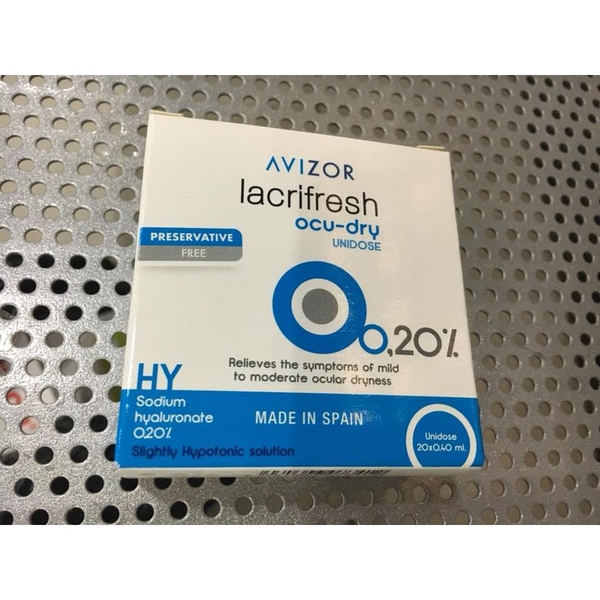 AVIZOR
lacrifresh
ocu-dry
UNIDOSE
PRESERVATIVE
FREE
0,20%
Relieves the symptoms of mild
to moderate ocular dryness
HY
Sodium
hyaluronate
0.20%
Slightly Hypotonic solution
MADE IN SPAIN
Unidose
20x0.40 ml.